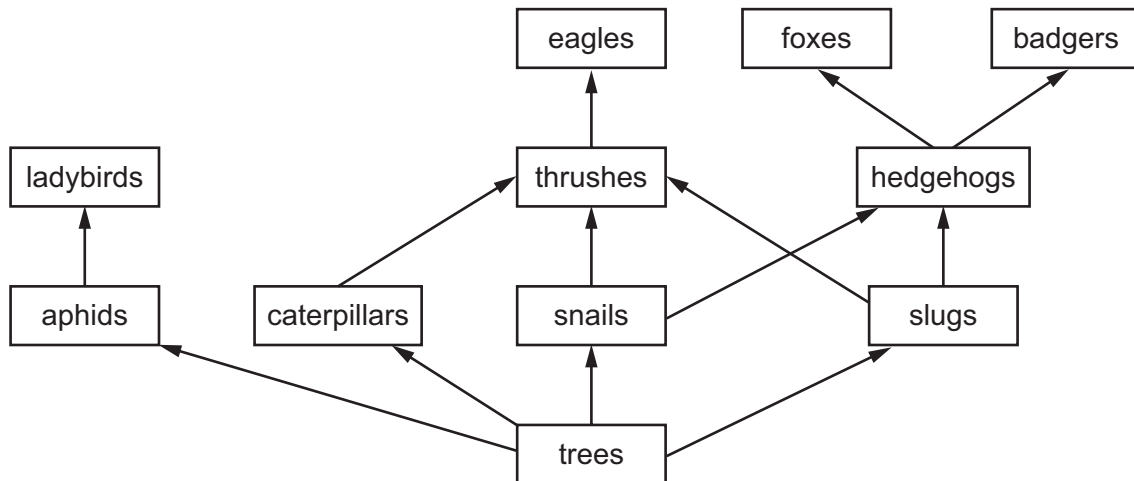 eagles
foxes
badgers
ladybirds
thrushes
hedgehogs
aphids
caterpillars
snails
slugs
trees